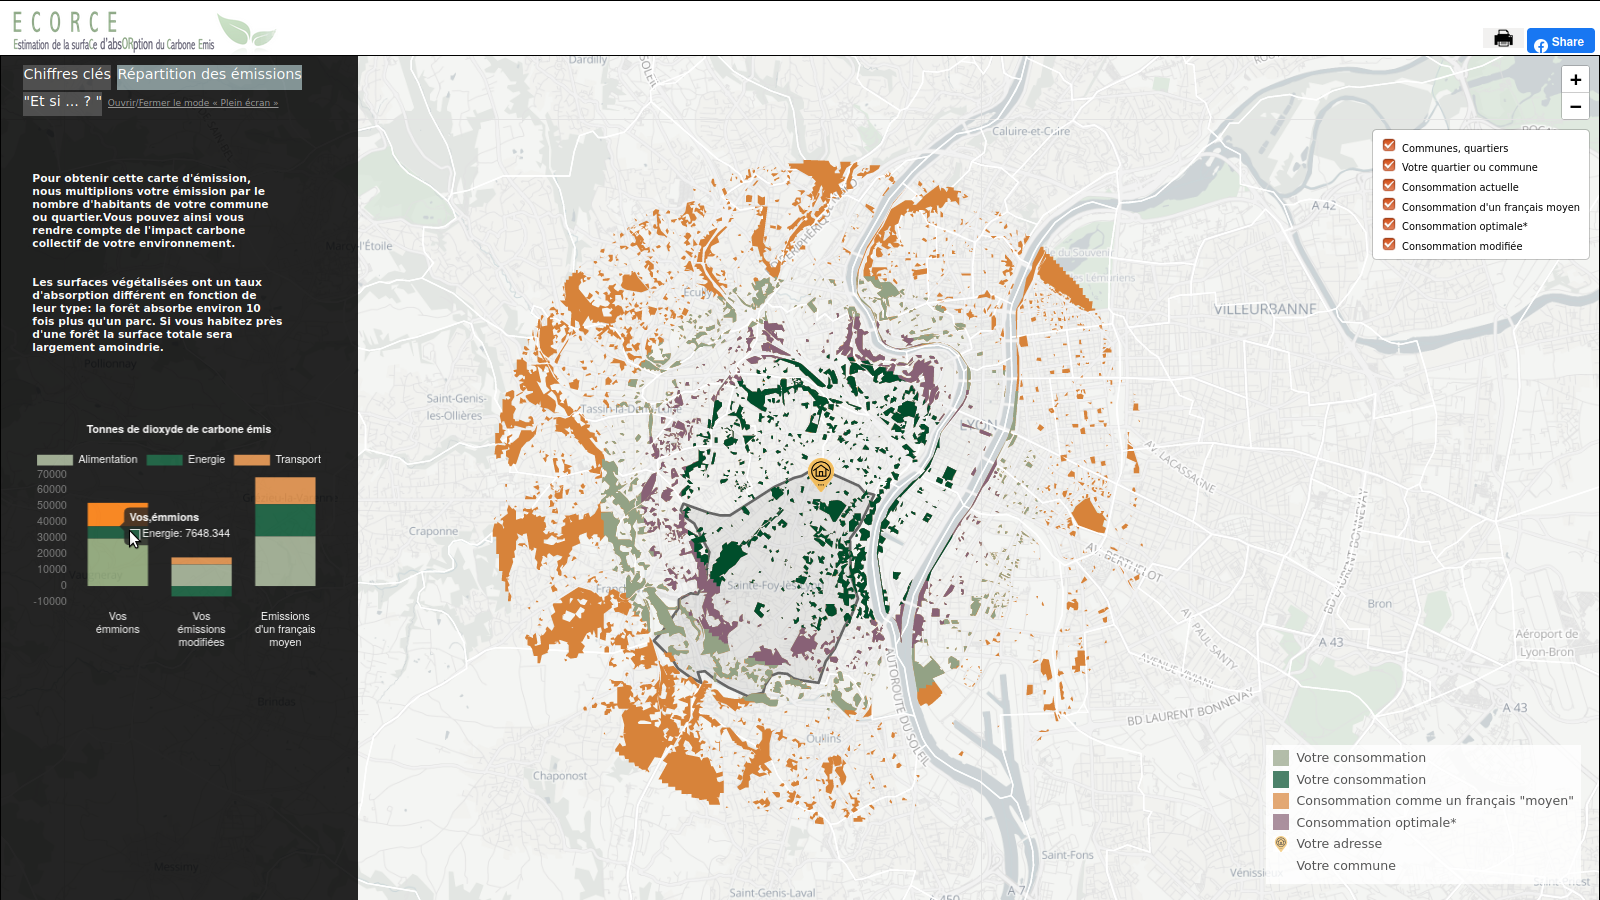 ECORCE
Estimation de la surfaCe d'absORption du Carbone Emis
Share
Chiffres clés
Répartition des émissions
"Et si ... ? "
Ouvrir/Fermer le mode « Plein écran »
Pour obtenir cette carte d'émission,
nous multiplions votre émission par le
nombre d'habitants de votre commune
ou quartier.Vous pouvez ainsi vous
rendre compte de l'impact carbone
collectif de votre environnement.
Les surfaces végétalisées ont un taux
d'absorption différent en fonction de
leur type: la forêt absorbe environ 10
fois plus qu'un parc. Si vous habitez près
d'une forêt la surface totale sera
largement amoindrie.
Tonnes de dioxyde de carbone émis
Alimentation
Energie
Transport
70000
60000
50000
40000
30000
20000
10000
0
-10000
Vos,émmions
Energie: 7648.344
Vos
émmions
Vos
émissions
modifiées
Emissions
d'un français
moyen
+
−
Communes, quartiers
Votre quartier ou commune
Consommation actuelle
Consommation d'un français moyen
Consommation optimale*
Consommation modifiée
Dardilly
Caluire-et-Cuire
A 42
VILLEURBANNE
Écully
Saint-Genis-
les-Ollières
Tassin-la-Demi-Lune
LYON
AV. LACASSAGNE
Craponne
AV. BERTHELOT
BD LAURENT BONNEVAY
Sainte-Foy-lès
Bron
AV. PAUL SANTY
A 43
Aéroport de
Lyon-Bron
AUTOROUTE DU SOLEIL
BD LAURENT BONNEVAY
A 43
Oullins
Chaponost
Saint-Fons
Saint-Genis-Laval
A 7
A 450
Messimy
Brindas
Votre consommation
Votre consommation
Consommation comme un français "moyen"
Consommation optimale*
Votre adresse
Votre commune